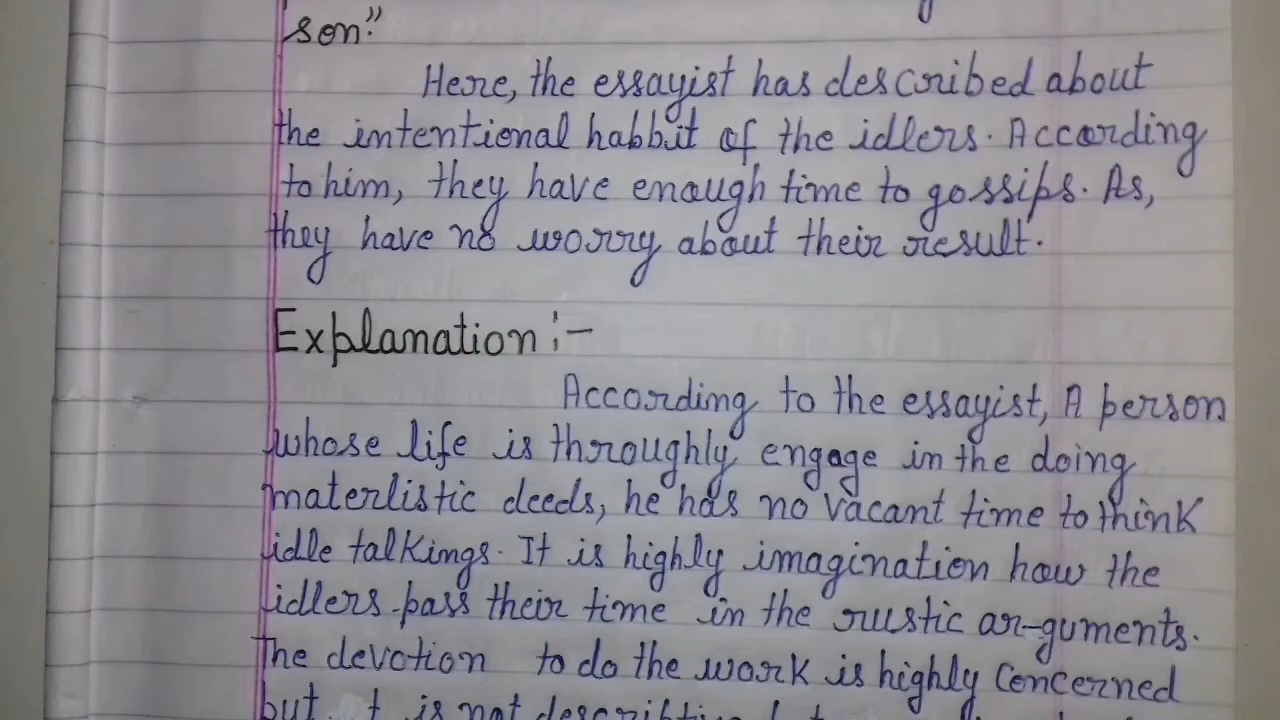 son."
Here, the essayist has described about
the intentional habbit of the idlers. According
to him, they have enough time to gossips. As,
they have no worry about their result.
Explanation :-
According to the essayist, A person
whose life is throughly engage in the doing
materlistic deeds, he has no vacant time to think
idle talkings. It is highly imagination how the
idlers pass their time in the rustic ar-guments.
The devotion to do the work is highly concerned
but it is not